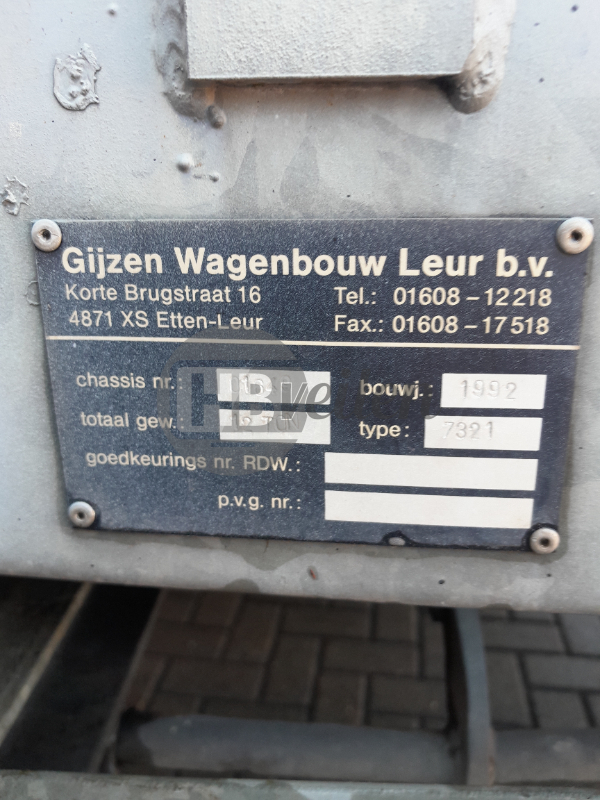 Gijzen Wagenbouw Leur b.v.
Korte Brugstraat 16 Tel.: 01608-12218
4871 XS Etten-Leur Fax.: 01608-17518
chassis nr.: bouwj.: 1992
totaal gew.: type: 7321
goedkeurings nr. RDW.:
p.v.g. nr.: